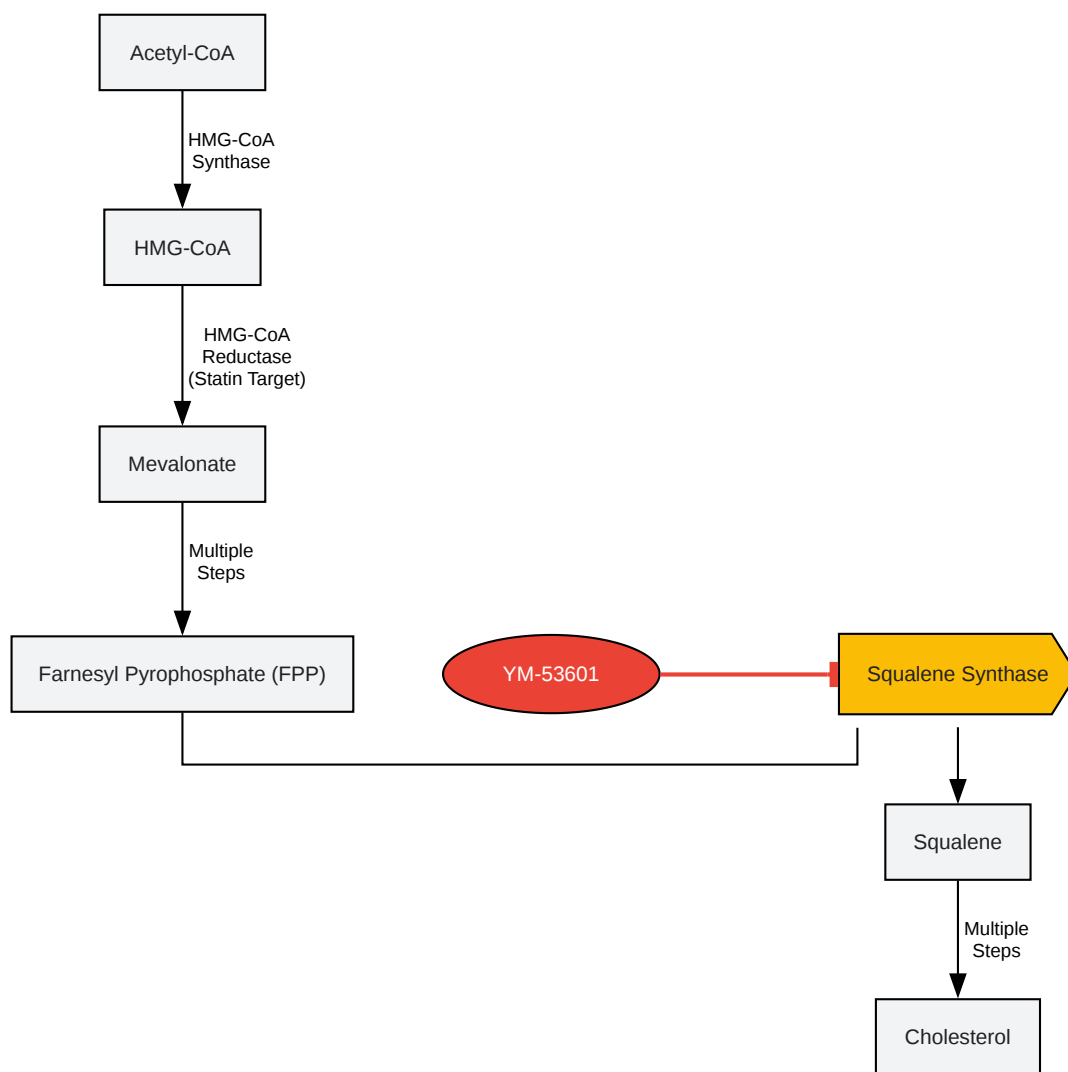 Acetyl-CoA
HMG-CoA
Synthase
HMG-CoA
HMG-CoA
Reductase
(Statin Target)
Mevalonate
Multiple
Steps
Farnesyl Pyrophosphate (FPP)
YM-53601
Squalene Synthase
Squalene
Multiple
Steps
Cholesterol